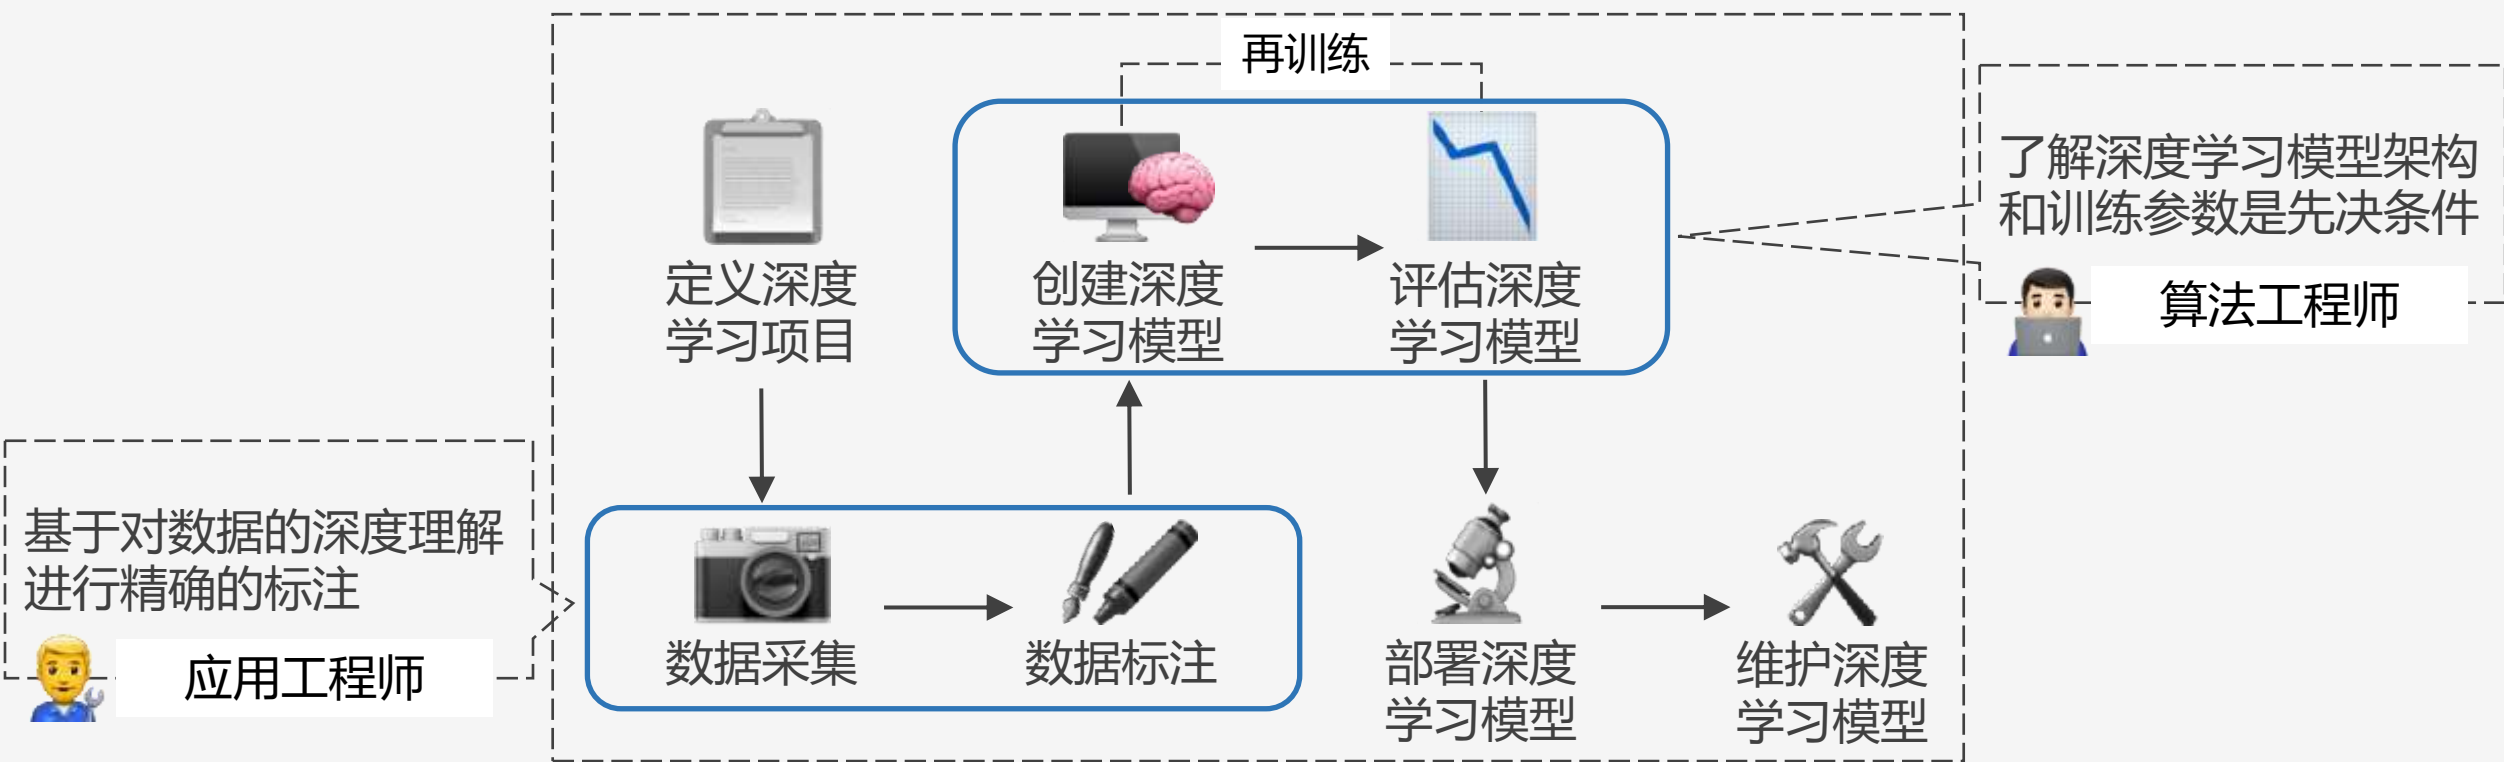 再训练
定义深度
学习项目
创建深度
学习模型
评估深度
学习模型
了解深度学习模型架构
和训练参数是先决条件
算法工程师
基于对数据的深度理解
进行精确的标注
应用工程师
数据采集
数据标注
部署深度
学习模型
维护深度
学习模型